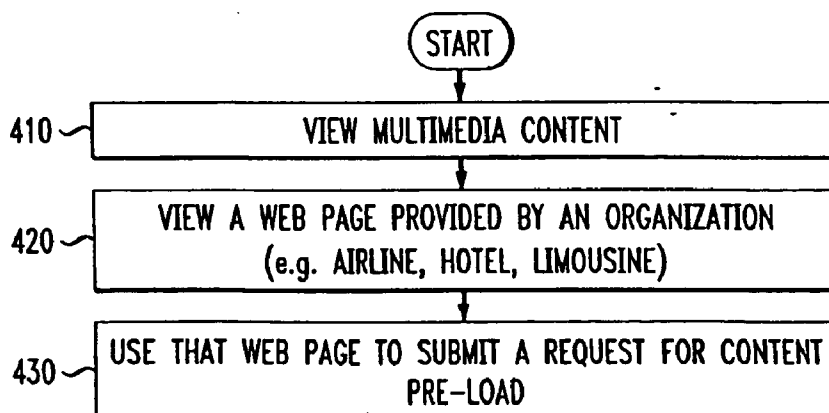 START
410
VIEW MULTIMEDIA CONTENT
420
VIEW A WEB PAGE PROVIDED BY AN ORGANIZATION
(e.g. AIRLINE, HOTEL, LIMOUSINE)
430
USE THAT WEB PAGE TO SUBMIT A REQUEST FOR CONTENT
PRE-LOAD